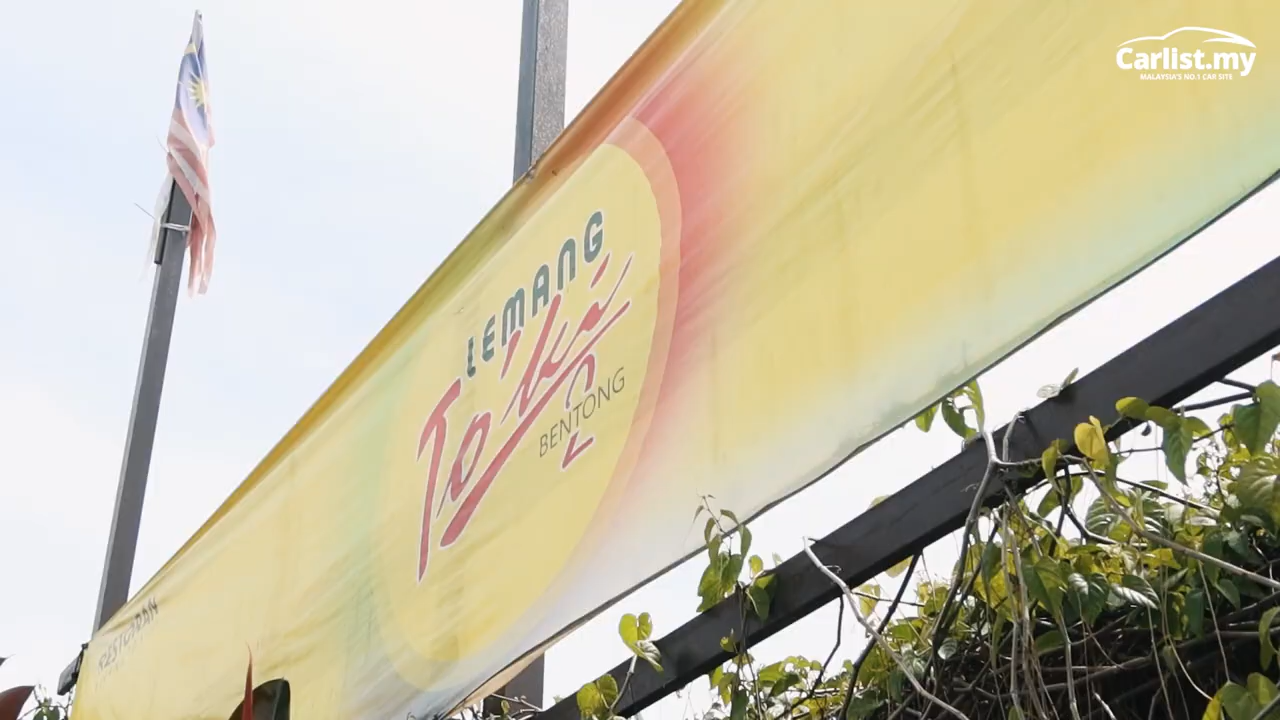 Carlist.my
MALAYSIA'S NO.1 CAR SITE
LEMANG
To'ki
BENTONG
RESTORAN